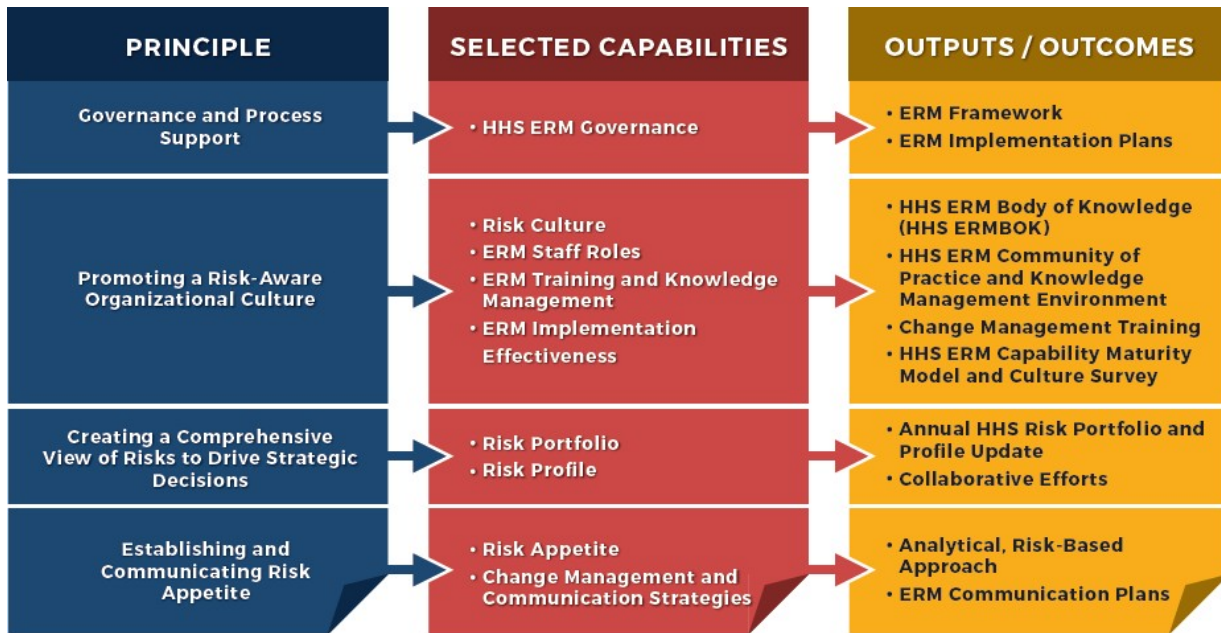 PRINCIPLE
SELECTED CAPABILITIES
OUTPUTS / OUTCOMES
Governance and Process
Support
• HHS ERM Governance
• ERM Framework
• ERM Implementation Plans
Promoting a Risk-Aware
Organizational Culture
• Risk Culture
• ERM Staff Roles
• ERM Training and Knowledge
Management
• ERM Implementation
Effectiveness
• HHS ERM Body of Knowledge
(HHS ERMBOK)
• HHS ERM Community of
Practice and Knowledge
Management Environment
• Change Management Training
• HHS ERM Capability Maturity
Model and Culture Survey
Creating a Comprehensive
View of Risks to Drive Strategic
Decisions
• Risk Portfolio
• Risk Profile
• Annual HHS Risk Portfolio and
Profile Update
• Collaborative Efforts
Establishing and
Communicating Risk
Appetite
• Risk Appetite
• Change Management and
Communication Strategies
• Analytical, Risk-Based
Approach
• ERM Communication Plans